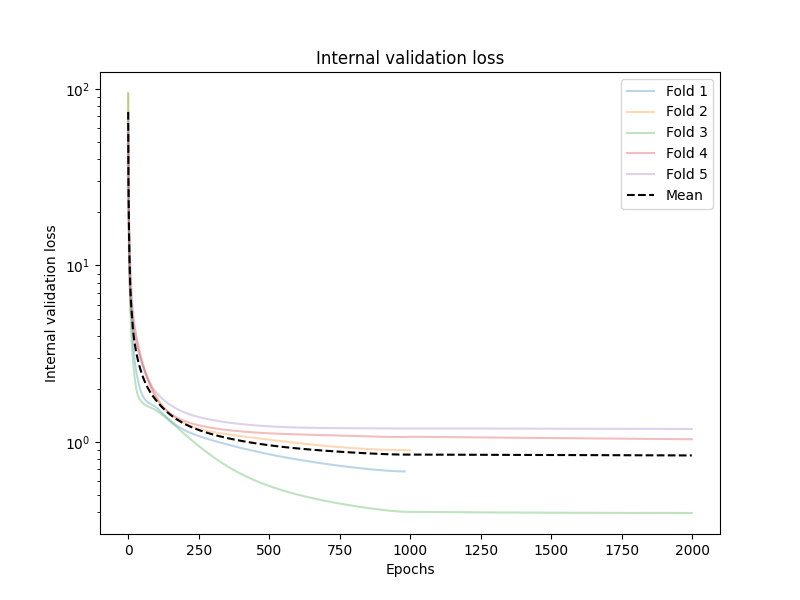 Internal validation loss
Fold 1
Fold 2
Fold 3
Fold 4
Fold 5
Mean
Internal validation loss
10²
10¹
10⁰
0 250 500 750 1000 1250 1500 1750 2000
Epochs